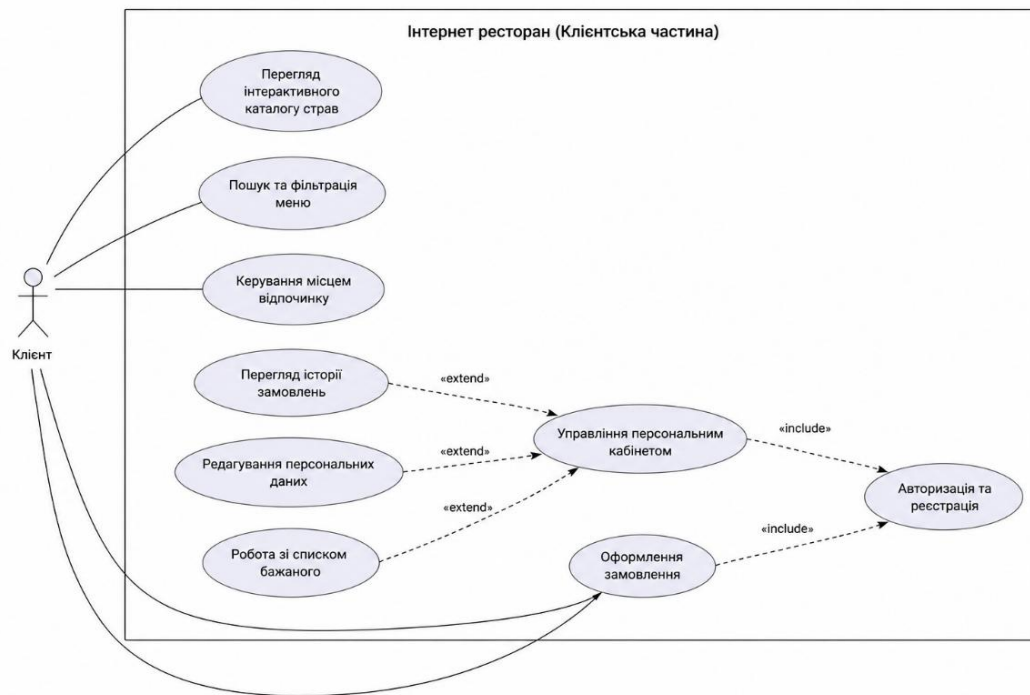 Інтернет ресторан (Клієнтська частина)
Перегляд
інтерактивного
каталогу страв
Пошук та фільтрація
меню
Керування місцем
відпочинку
Клієнт
Перегляд історії
замовлень
«extend»
Управління персональним
кабінетом
«include»
Редагування персональних
даних
«extend»
Авторизація та
реєстрація
«extend»
«include»
Робота зі списком
бажаного
Оформлення
замовлення